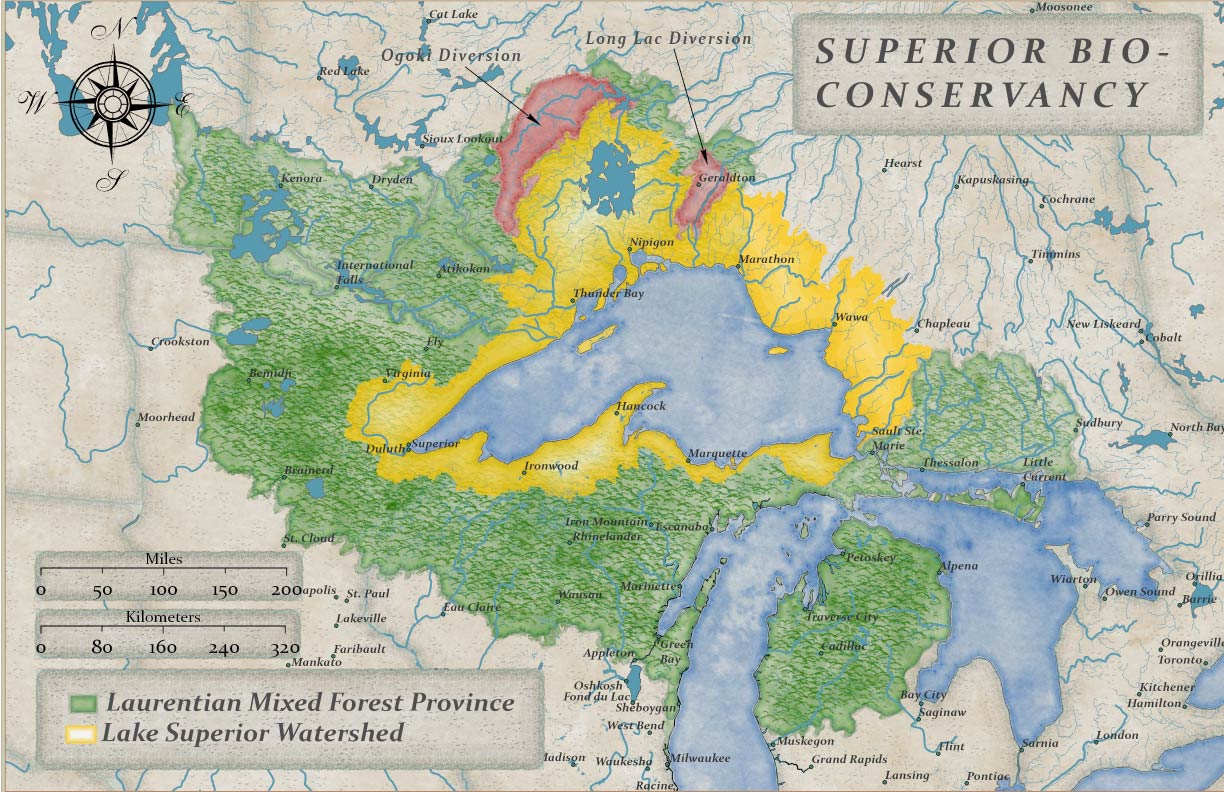 SUPERIOR BIO-
CONSERVANCY
N
W
E
S
Ogoki Diversion
Long Lac Diversion
Moosonee
Cat Lake
Red Lake
Sioux Lookout
Hearst
Kenora
Dryden
Geraldton
Kapuskasing
Cochrane
Nipigon
Timmins
International
Falls
Atikokan
Marathon
Thunder Bay
Wawa
Chapleau
New Liskeard
Cobalt
Crookston
Ely
Bemidji
Virginia
Hancock
Moorhead
Sudbury
North Bay
Sault Ste.
Marie
Duluth
Superior
Marquette
Ironwood
Thessalon
Little
Current
Brainerd
Iron Mountain
Escanaba
Rhinelander
Parry Sound
St. Cloud
Petoskey
Alpena
Wiarton
Orillia
Owen Sound
Barrie
Miles
0 50 100 150 200
apolis
St. Paul
Marinette
Wausau
Eau Claire
Traverse City
Kilometers
0 80 160 240 320
Lakeville
Faribault
Mankato
Green
Bay
Appleton
Cadillac
Orangeville
Toronto
Oshkosh
Fond du Lac
Sheboygan
Bay City
Saginaw
Kitchener
Hamilton
Laurentian Mixed Forest Province
Lake Superior Watershed
West Bend
Muskegon
Flint
Sarnia
London
Madison
Waukesha
Milwaukee
Grand Rapids
Lansing
Pontiac
Racine